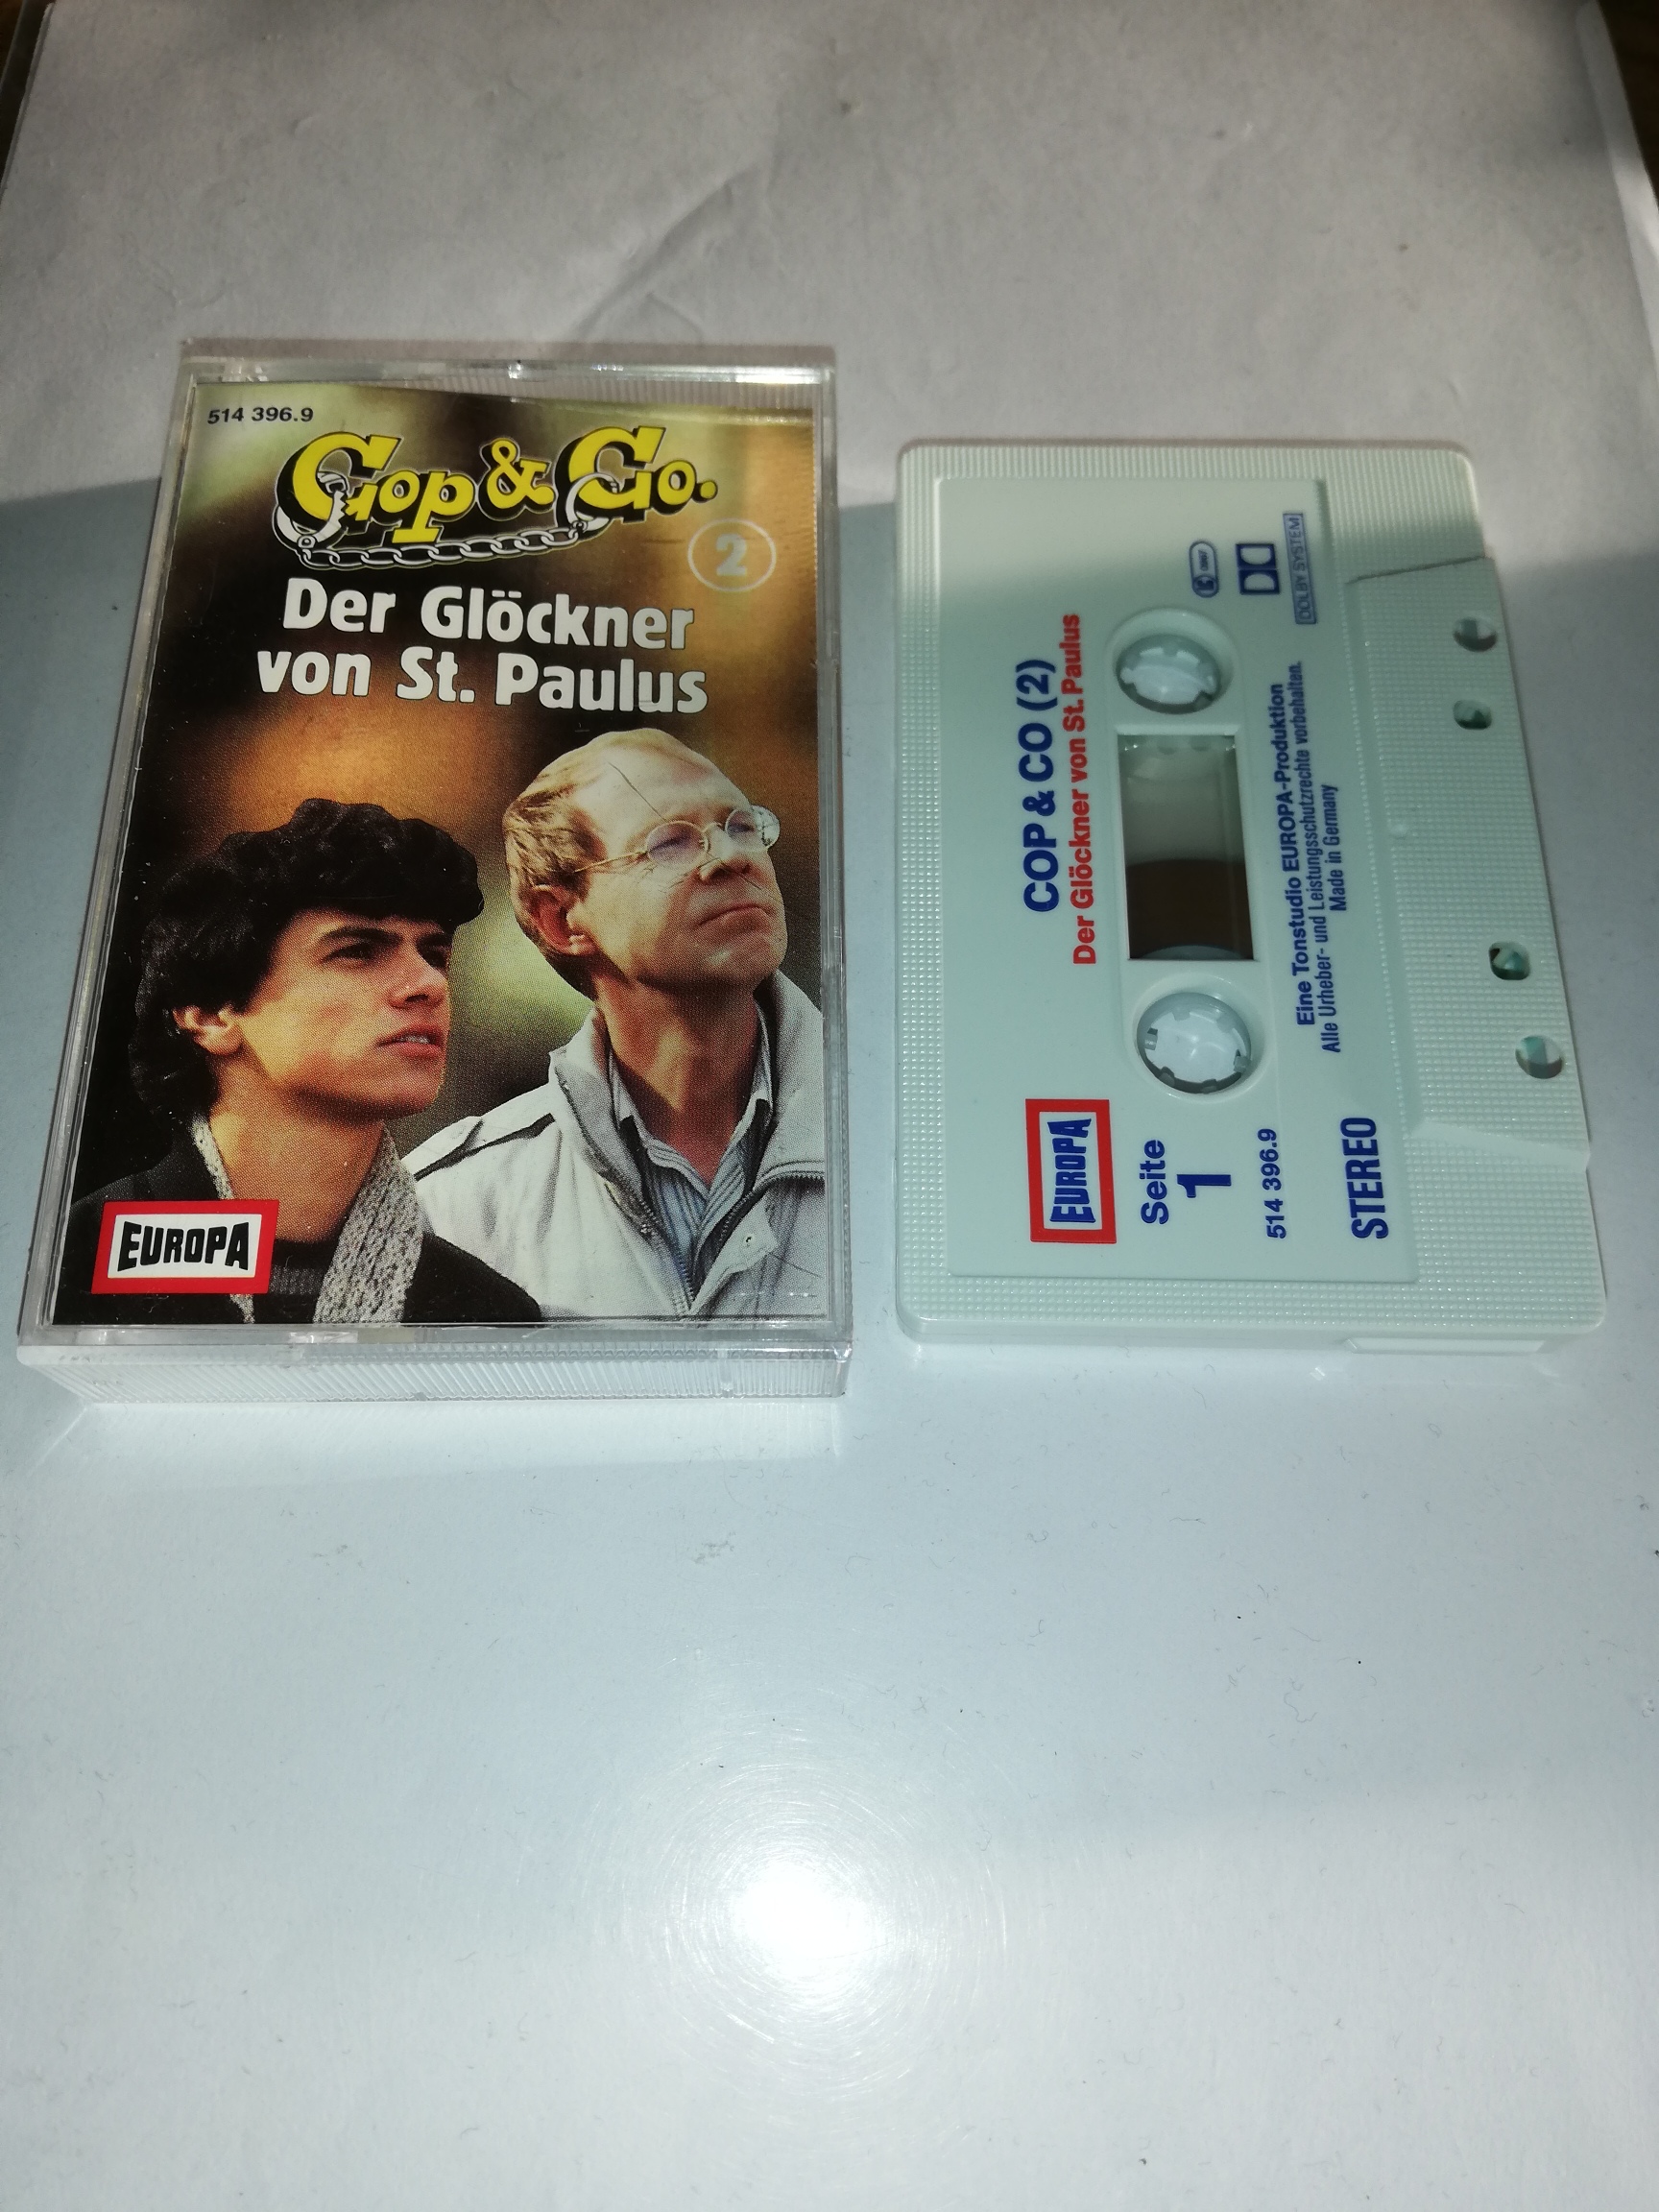 514 396.9
Cop & Co.
2
Der Glöckner
von St. Paulus
EUROPA
COP & CO (2)
Der Glöckner von St. Paulus
EUROPA
Seite
1
514 396.9
STEREO
DOLBY SYSTEM
Eine Tonstudio EUROPA-Produktion
Alle Urheber- und Leistungsschutzrechte vorbehalten.
Made in Germany